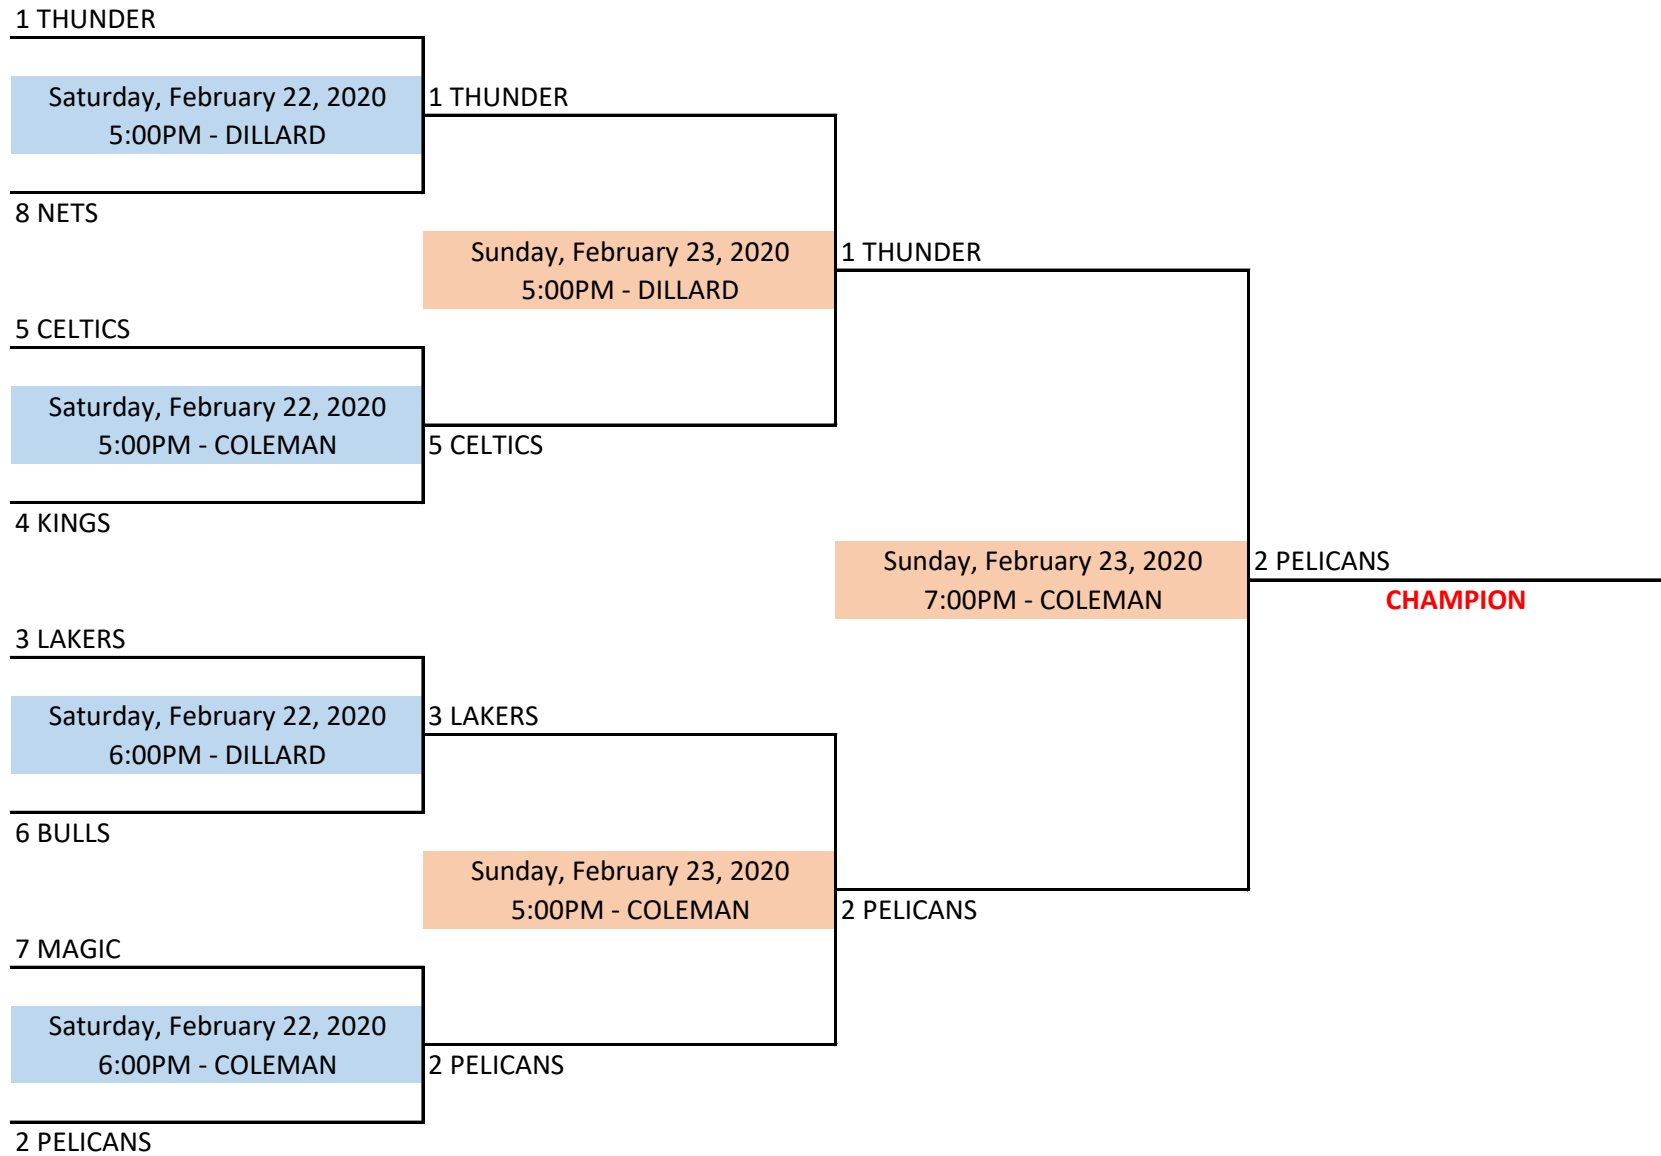 1 THUNDER
Saturday, February 22, 2020
5:00PM - DILLARD
8 NETS
1 THUNDER
Sunday, February 23, 2020
5:00PM - DILLARD
1 THUNDER
5 CELTICS
Saturday, February 22, 2020
5:00PM - COLEMAN
4 KINGS
5 CELTICS
Sunday, February 23, 2020
7:00PM - COLEMAN
2 PELICANS
CHAMPION
3 LAKERS
Saturday, February 22, 2020
6:00PM - DILLARD
6 BULLS
3 LAKERS
Sunday, February 23, 2020
5:00PM - COLEMAN
2 PELICANS
7 MAGIC
Saturday, February 22, 2020
6:00PM - COLEMAN
2 PELICANS
2 PELICANS